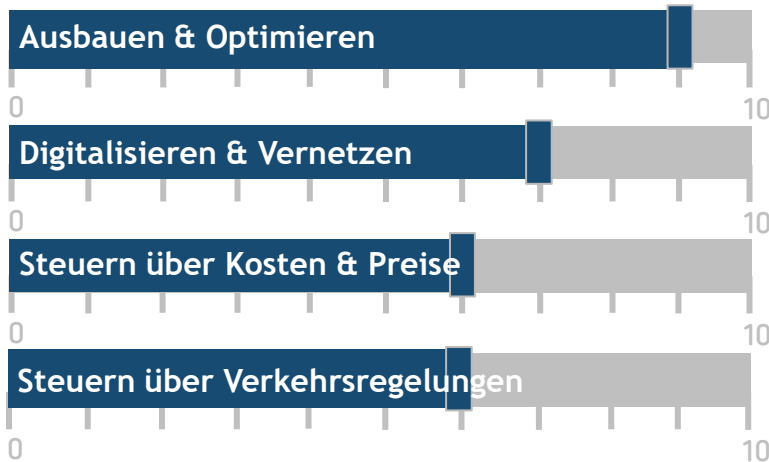 Ausbauen & Optimieren
0 10
Digitalisieren & Vernetzen
0 10
Steuern über Kosten & Preise
0 10
Steuern über Verkehrsregelungen
0 10